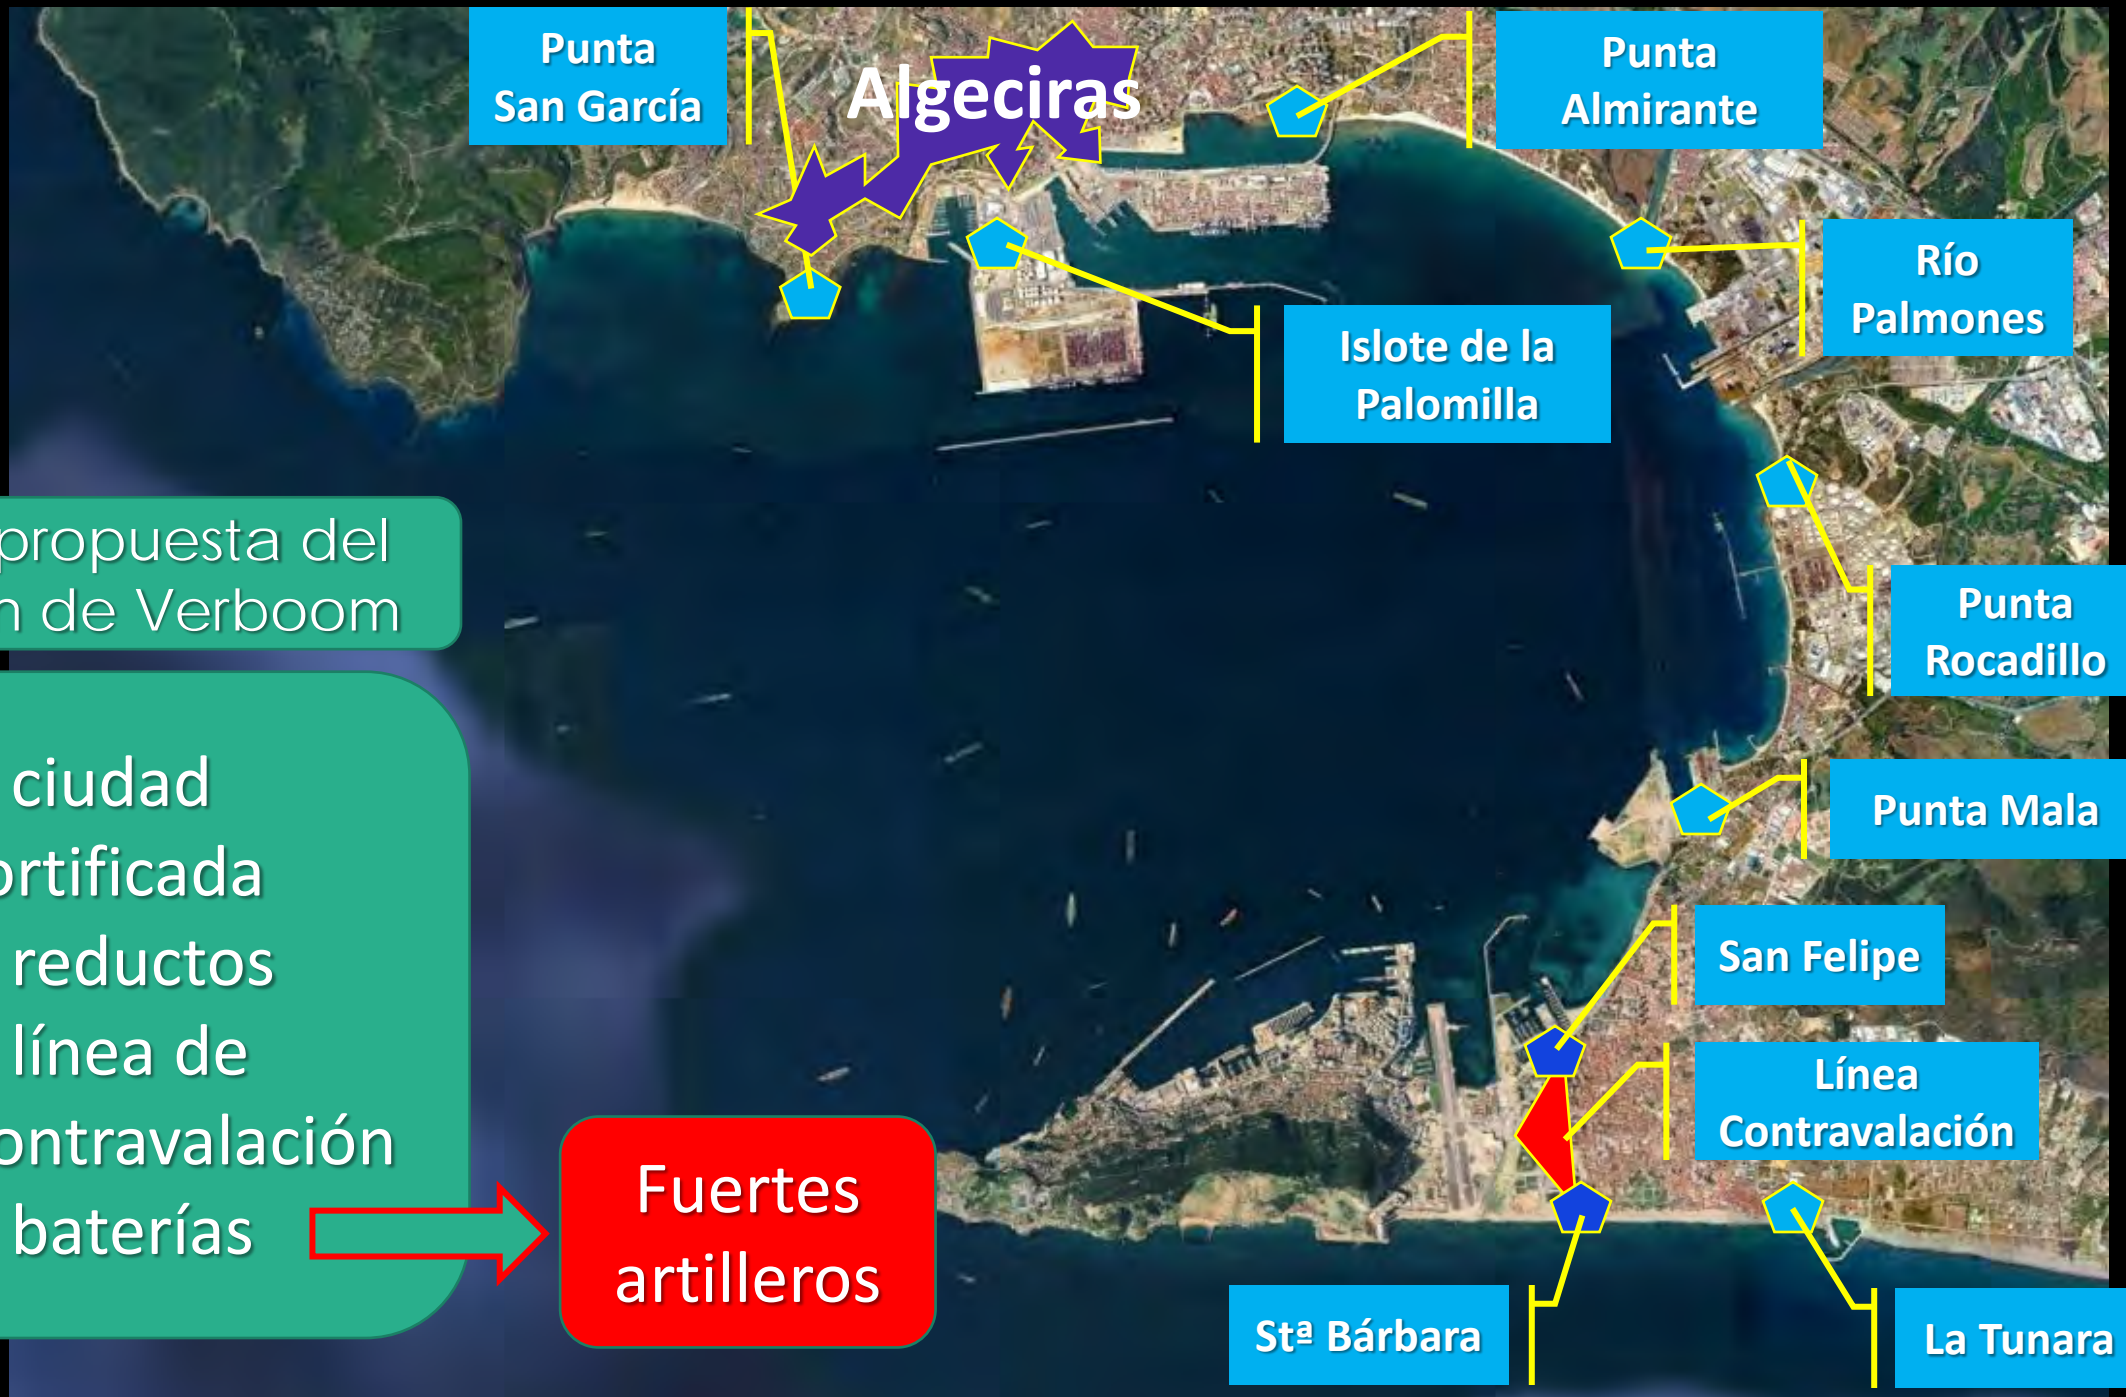 Punta
San García
Algeciras
Punta
Almirante
Río
Palmones
Islote de la
Palomilla
propuesta del
de Verboom
Punta
Rocadillo
ciudad
ortificada
reductos
línea de
ontravalación
baterías
Punta Mala
San Felipe
Línea
Contravalación
Fuertes
artilleros
Stª Bárbara
La Tunara